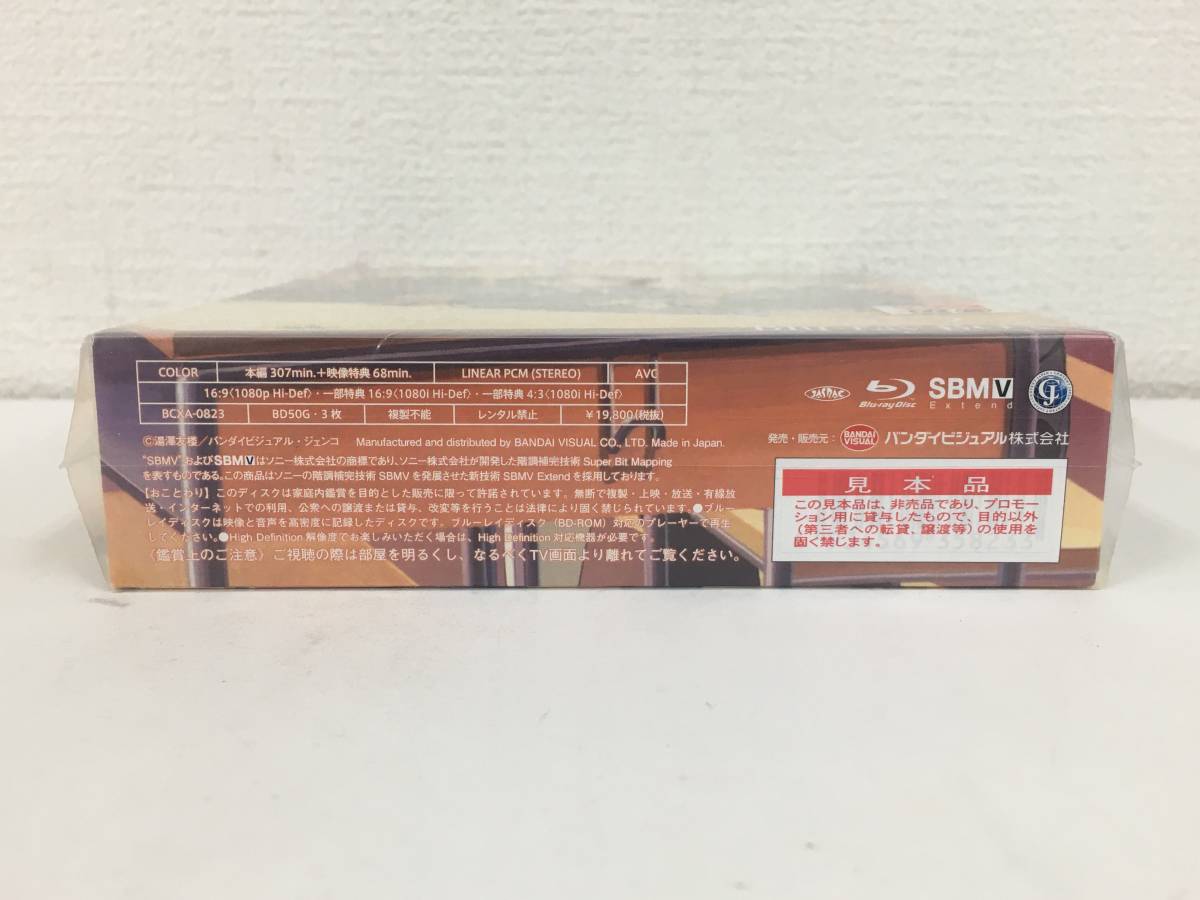 COLOR 本編 307min.＋映像特典 68min. LINEAR PCM (STEREO) AVC
16:9〈1080p Hi-Def〉・一部特典 16:9〈1080i Hi-Def〉・一部特典 4:3〈1080i Hi-Def〉
BCXA-0823 BD50G・3枚 複製不能 レンタル禁止 ￥19,800(税抜)
バンダイビジュアル・ジェンコ Manufactured and distributed by BANDAI VISUAL CO., LTD. Made in Japan.
"SBMV"およびSBMVはソニー株式会社の商標であり、ソニー株式会社が開発した階調補完技術 Super Bit Mapping
を表すものである。この商品はソニーの階調補完技術 SBMV を発展させた新技術 SBMV Extend を採用しております。
【おことわり】このディスクは家庭内鑑賞を目的とした販売に限って許諾されています。無断で複製・上映・放送・有線放
送・インターネットでの利用、公衆への譲渡または貸与、改変等を行うことは法律により固く禁じられています。●ブルー
レイディスクは映像と音声を高密度に記録したディスクです。ブルーレイディスク（BD-ROM）対応のプレーヤーで再生
してください。●High Definition 解像度でお楽しみいただく場合は、High Definition 対応機器が必要です。
〈鑑賞上のご注意〉ご視聴の際は部屋を明るくし、なるべくTV画面より離れてご覧ください。
JASRAC Blu-ray Disc SBMV Extend
発売・販売元： BANDAI VISUAL バンダイビジュアル株式会社
見本品
この見本品は、非売品であり、プロモー
ション用に貸与したもので、目的以外
（第三者への転貸、譲渡等）の使用を
固く禁じます。